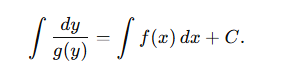 ∫ dy/g(y) = ∫ f(x) dx + C.